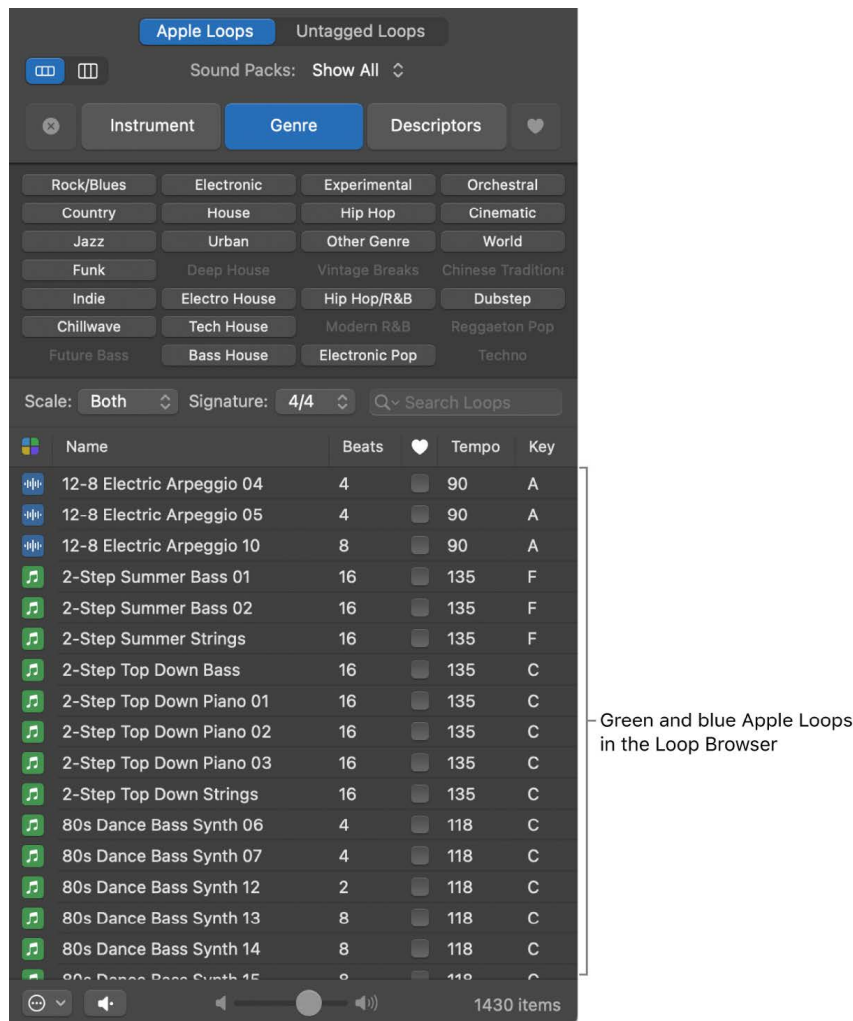 Apple Loops Untagged Loops
Sound Packs: Show All
Instrument Genre Descriptors
Rock/Blues Electronic Experimental Orchestral
Country House Hip Hop Cinematic
Jazz Urban Other Genre World
Funk Deep House Vintage Breaks Chinese Traditiona
Indie Electro House Hip Hop/R&B Dubstep
Chillwave Tech House Modern R&B Reggaeton Pop
Future Bass Bass House Electronic Pop Techno
Scale: Both Signature: 4/4 Search Loops
Name Beats Tempo Key
12-8 Electric Arpeggio 04 4 90 A
12-8 Electric Arpeggio 05 4 90 A
12-8 Electric Arpeggio 10 8 90 A
2-Step Summer Bass 01 16 135 F
2-Step Summer Bass 02 16 135 F
2-Step Summer Strings 16 135 F
2-Step Top Down Bass 16 135 C
2-Step Top Down Piano 01 16 135 C
2-Step Top Down Piano 02 16 135 C
2-Step Top Down Piano 03 16 135 C
2-Step Top Down Strings 16 135 C
80s Dance Bass Synth 06 4 118 C
80s Dance Bass Synth 07 4 118 C
80s Dance Bass Synth 12 2 118 C
80s Dance Bass Synth 13 8 118 C
80s Dance Bass Synth 14 8 118 C
80s Dance Bass Synth 15 8 118 C
1430 items
Green and blue Apple Loops
in the Loop Browser